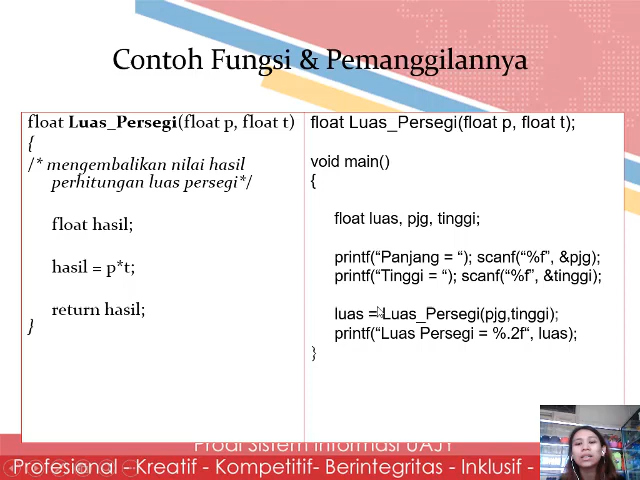 Contoh Fungsi & Pemanggilannya
float Luas_Persegi(float p, float t)
{
/* mengembalikan nilai hasil
perhitungan luas persegi*/
float hasil;
hasil = p*t;
return hasil;
}
float Luas_Persegi(float p, float t);
void main()
{
float luas, pjg, tinggi;
printf(“Panjang = “); scanf(“%f”, &pjg);
printf(“Tinggi = “); scanf(“%f”, &tinggi);
luas = Luas_Persegi(pjg,tinggi);
printf(“Luas Persegi = %.2f“, luas);
}
Prodi Sistem Informasi UAJY
Profesional - Kreatif - Kompetitif- Berintegritas - Inklusif -